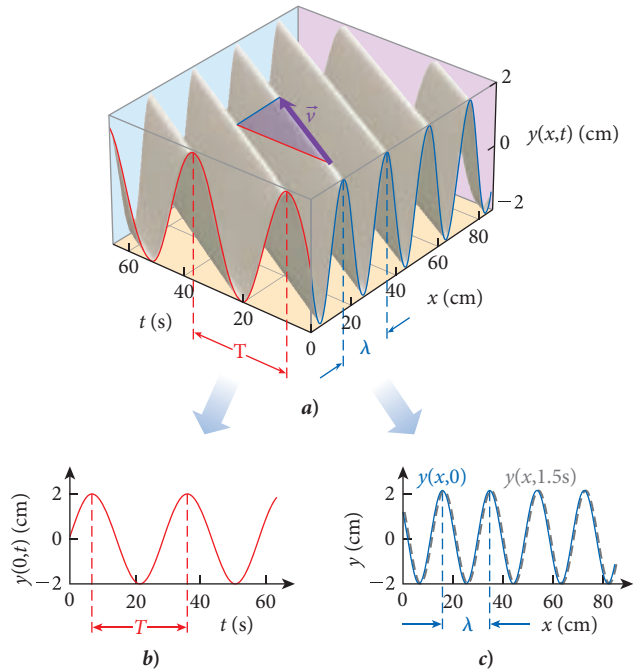 v
2
y(x,t) (cm)
0
−2
80
60
60
40
40
x (cm)
t (s)
20
20
0
0
T
λ
a)
y(0,t) (cm)
2
0
−2
0
20
40
60
T
t (s)
b)
y(x,0)
y(x,1.5s)
y (cm)
2
0
−2
0
20
40
60
80
λ
x (cm)
c)